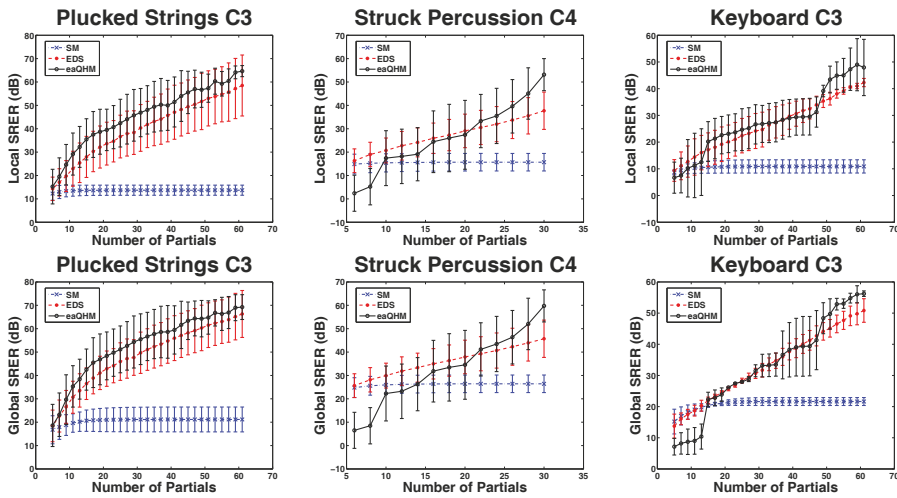 Plucked Strings C3
Struck Percussion C4
Keyboard C3
Local SRER (dB)
80
70
60
50
40
30
20
10
0
SM
EDS
eaQHM
0 10 20 30 40 50 60 70
Number of Partials
Local SRER (dB)
70
60
50
40
30
20
10
0
−10
SM
EDS
eaQHM
5 10 15 20 25 30 35
Number of Partials
Local SRER (dB)
60
50
40
30
20
10
0
−10
SM
EDS
eaQHM
0 10 20 30 40 50 60 70
Number of Partials
Plucked Strings C3
Struck Percussion C4
Keyboard C3
Global SRER (dB)
80
70
60
50
40
30
20
10
0
SM
EDS
eaQHM
0 10 20 30 40 50 60 70
Number of Partials
Global SRER (dB)
70
60
50
40
30
20
10
0
−10
SM
EDS
eaQHM
5 10 15 20 25 30 35
Number of Partials
Global SRER (dB)
60
50
40
30
20
10
0
SM
EDS
eaQHM
0 10 20 30 40 50 60 70
Number of Partials